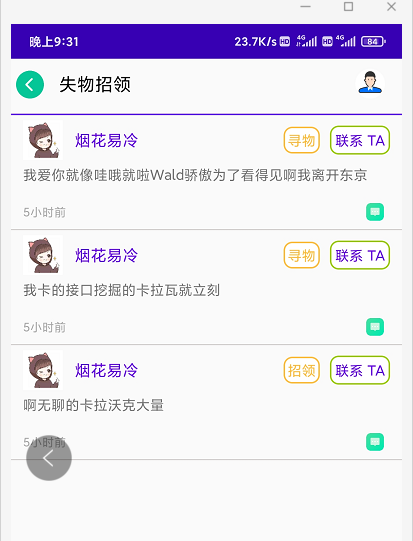 晚上9:31
23.7K/s HD 4G HD 4G 84
失物招领
烟花易冷
寻物
联系 TA
我爱你就像哇哦就啦Wald骄傲为了看得见啊我离开东京
5小时前
烟花易冷
寻物
联系 TA
我卡的接口挖掘的卡拉瓦就立刻
5小时前
烟花易冷
招领
联系 TA
啊无聊的卡拉沃克大量
5小时前